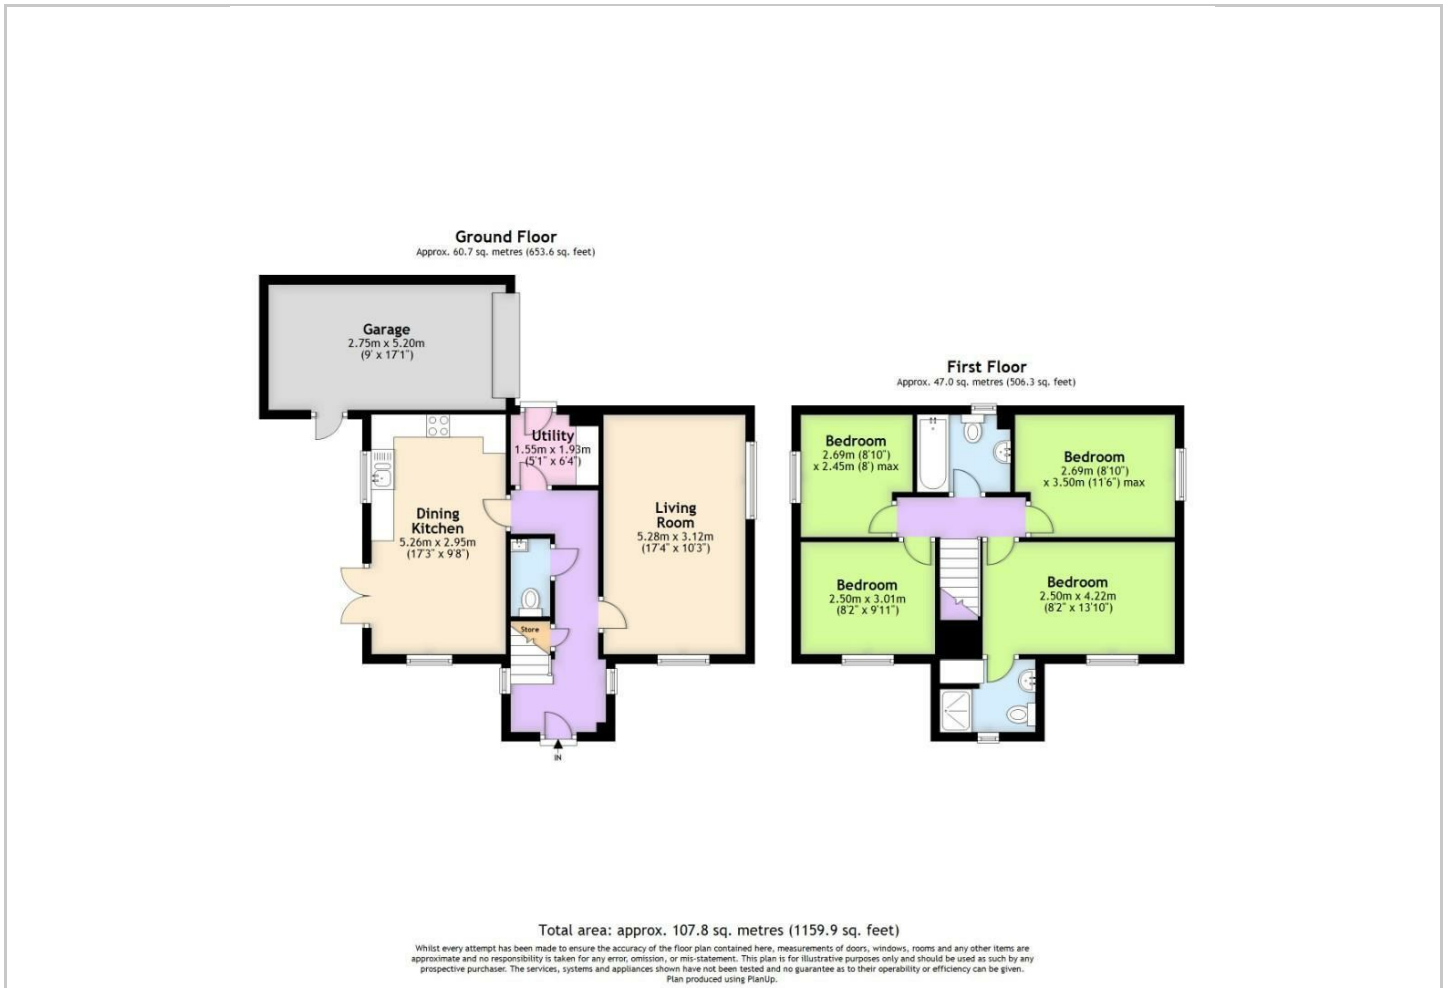 Ground Floor
Approx. 60.7 sq. metres (653.6 sq. feet)
Garage
2.75m x 5.20m
(9' x 17'1")
Utility
1.55m x 1.93m
(5'1" x 6'4")
Dining
Kitchen
5.26m x 2.95m
(17'3" x 9'8")
Living
Room
5.28m x 3.12m
(17'4" x 10'3")
Store
IN
First Floor
Approx. 47.0 sq. metres (506.3 sq. feet)
Bedroom
2.69m (8'10")
x 2.45m (8') max
Bedroom
2.69m (8'10")
x 3.50m (11'6") max
Bedroom
2.50m x 3.01m
(8'2" x 9'11")
Bedroom
2.50m x 4.22m
(8'2" x 13'10")
Total area: approx. 107.8 sq. metres (1159.9 sq. feet)
Whilst every attempt has been made to ensure the accuracy of the floor plan contained here, measurements of doors, windows, rooms and any other items are
approximate and no responsibility is taken for any error, omission, or mis-statement. This plan is for illustrative purposes only and should be used as such by any
prospective purchaser. The services, systems and appliances shown have not been tested and no guarantee as to their operability or efficiency can be given.
Plan produced using PlanUp.